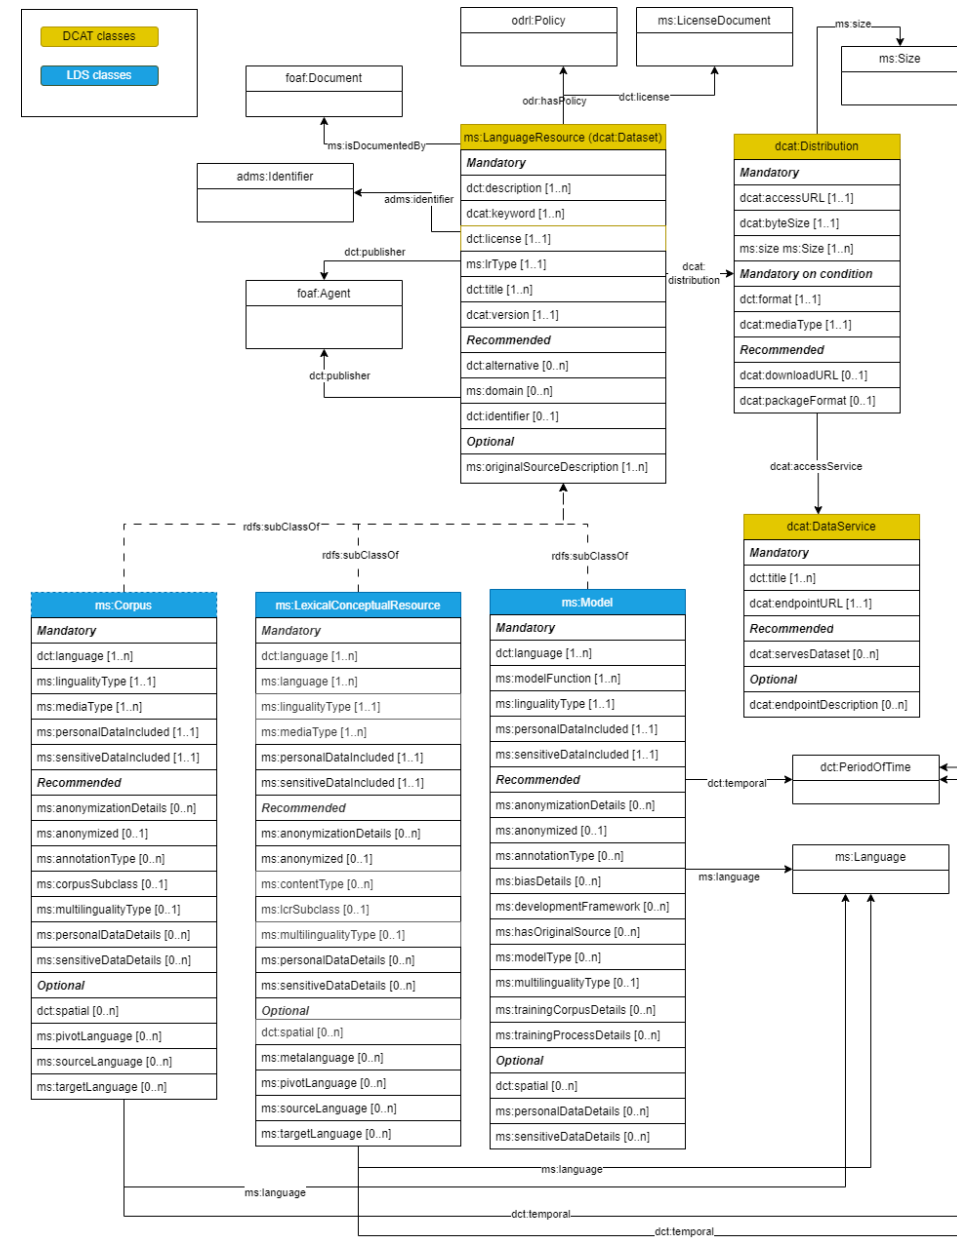 DCAT classes
LDS classes
odrl:Policy
ms:LicenseDocument
ms:size
ms:Size
foaf:Document
odr:hasPolicy
dct:license
ms:isDocumentedBy
adms:Identifier
adms:identifier
dct:publisher
foaf:Agent
dct:publisher
ms:LanguageResource (dcat:Dataset)
Mandatory
dct:description [1..n]
dcat:keyword [1..n]
dct:license [1..1]
ms:lrType [1..1]
dct:title [1..n]
dcat:version [1..1]
Recommended
dct:alternative [0..n]
ms:domain [0..n]
dct:identifier [0..1]
Optional
ms:originalSourceDescription [1..n]
dcat:
distribution
dcat:Distribution
Mandatory
dcat:accessURL [1..1]
dcat:byteSize [1..1]
ms:size ms:Size [1..n]
Mandatory on condition
dct:format [1..1]
dcat:mediaType [1..1]
Recommended
dcat:downloadURL [0..1]
dcat:packageFormat [0..1]
dcat:accessService
dcat:DataService
Mandatory
dct:title [1..n]
dcat:endpointURL [1..1]
Recommended
dcat:servesDataset [0..n]
Optional
dcat:endpointDescription [0..n]
rdfs:subClassOf
rdfs:subClassOf
rdfs:subClassOf
ms:Corpus
Mandatory
dct:language [1..n]
ms:lingualityType [1..1]
ms:mediaType [1..n]
ms:personalDataIncluded [1..1]
ms:sensitiveDataIncluded [1..1]
Recommended
ms:anonymizationDetails [0..n]
ms:anonymized [0..1]
ms:annotationType [0..n]
ms:corpusSubclass [0..1]
ms:multilingualityType [0..1]
ms:personalDataDetails [0..n]
ms:sensitiveDataDetails [0..n]
Optional
dct:spatial [0..n]
ms:pivotLanguage [0..n]
ms:sourceLanguage [0..n]
ms:targetLanguage [0..n]
ms:LexicalConceptualResource
Mandatory
dct:language [1..n]
ms:language [1..n]
ms:lingualityType [1..1]
ms:mediaType [1..n]
ms:personalDataIncluded [1..1]
ms:sensitiveDataIncluded [1..1]
Recommended
ms:anonymizationDetails [0..n]
ms:anonymized [0..1]
ms:contentType [0..n]
ms:lcrSubclass [0..1]
ms:multilingualityType [0..1]
ms:personalDataDetails [0..n]
ms:sensitiveDataDetails [0..n]
Optional
dct:spatial [0..n]
ms:metalanguage [0..n]
ms:pivotLanguage [0..n]
ms:sourceLanguage [0..n]
ms:targetLanguage [0..n]
ms:Model
Mandatory
dct:language [1..n]
ms:modelFunction [1..n]
ms:lingualityType [1..1]
ms:personalDataIncluded [1..1]
ms:sensitiveDataIncluded [1..1]
Recommended
ms:anonymizationDetails [0..n]
ms:anonymized [0..1]
ms:annotationType [0..n]
ms:biasDetails [0..n]
ms:developmentFramework [0..n]
ms:hasOriginalSource [0..n]
ms:modelType [0..n]
ms:multilingualityType [0..1]
ms:trainingCorpusDetails [0..n]
ms:trainingProcessDetails [0..n]
Optional
dct:spatial [0..n]
ms:personalDataDetails [0..n]
ms:sensitiveDataDetails [0..n]
dct:temporal
dct:PeriodOfTime
ms:language
ms:Language
ms:language
ms:language
dct:temporal
dct:temporal